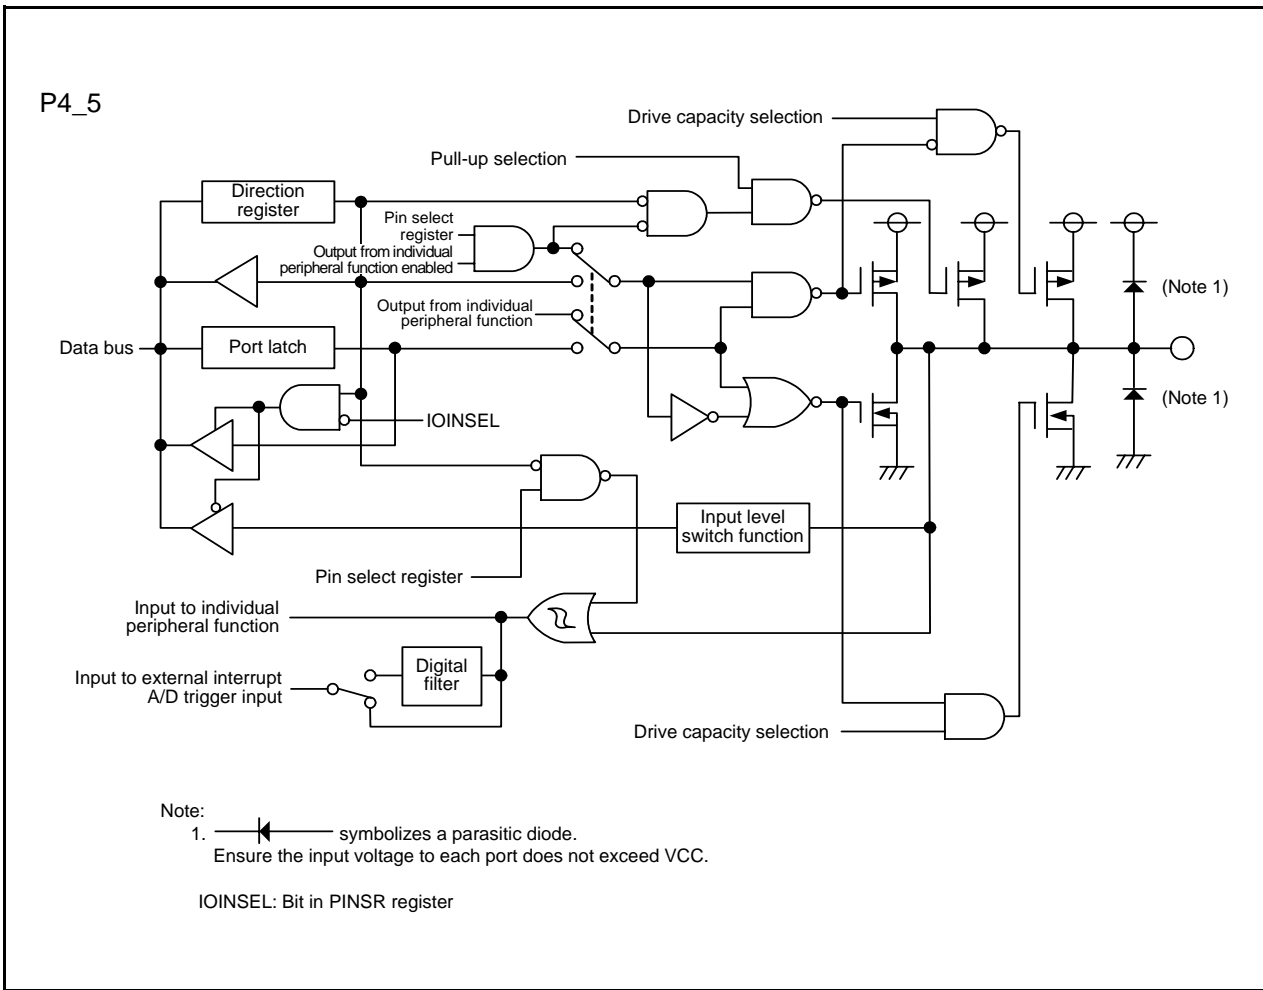 P4_5
Drive capacity selection
Pull-up selection
Direction
register
Pin select
register
Output from individual
peripheral function enabled
Output from individual
peripheral function
(Note 1)
Data bus
Port latch
(Note 1)
IOINSEL
Input level
switch function
Pin select register
Input to individual
peripheral function
Digital
filter
Input to external interrupt
A/D trigger input
Drive capacity selection
Note:
1. symbolizes a parasitic diode.
Ensure the input voltage to each port does not exceed VCC.
IOINSEL: Bit in PINSR register